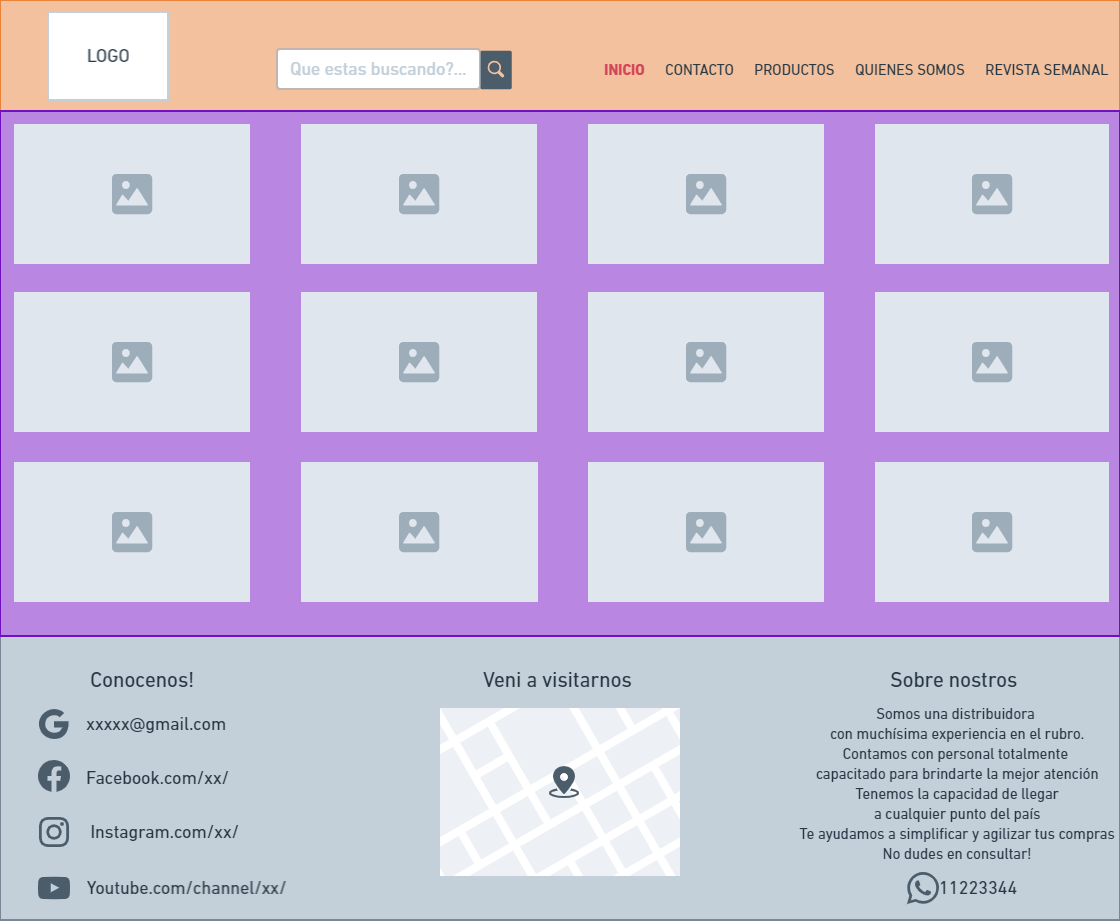 LOGO
Que estas buscando?...
INICIO CONTACTO PRODUCTOS QUIENES SOMOS REVISTA SEMANAL
Conocenos!
xxxxx@gmail.com
Facebook.com/xx/
Instagram.com/xx/
Youtube.com/channel/xx/
Veni a visitarnos
Sobre nostros
Somos una distribuidora
con muchísima experiencia en el rubro.
Contamos con personal totalmente
capacitado para brindarte la mejor atención
Tenemos la capacidad de llegar
a cualquier punto del país
Te ayudamos a simplificar y agilizar tus compras
No dudes en consultar!
11223344